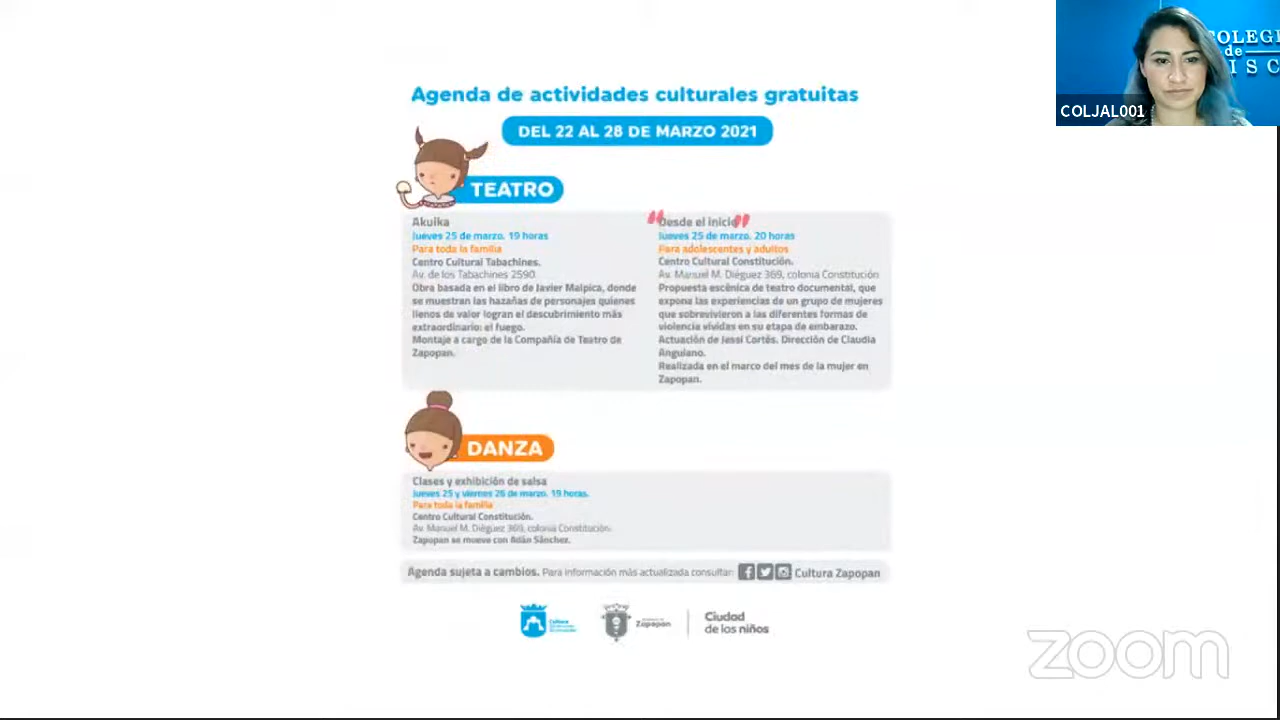 COLEGI
de
ISC
COLJAL001
Agenda de actividades culturales gratuitas
DEL 22 AL 28 DE MARZO 2021
TEATRO
Akuika
Jueves 25 de marzo. 19 horas
Para toda la familia
Centro Cultural Tabachines.
Av. de los Tabachines 2590
Obra basada en el libro de Javier Malpica, donde
se muestran las hazañas de personajes quienes
llenos de valor logran el descubrimiento más
extraordinario: el fuego.
Montaje a cargo de la Compañía de Teatro de
Zapopan.
"Desde el inicio"
Jueves 25 de marzo. 20 horas
Para adolescentes y adultos
Centro Cultural Constitución.
Av. Manuel M. Diéguez 369, colonia Constitución
Propuesta escénica de teatro documental, que
expona las experiencias de un grupo de mujeres
que sobrevivieron a las diferentes formas de
violencia vividas en su etapa de embarazo.
Actuación de Jessi Cortés. Dirección de Claudia
Anguiano.
Realizada en el marco del mes de la mujer en
Zapopan.
DANZA
Clases y exhibición de salsa
Jueves 25 y viernes 26 de marzo. 19 horas.
Para toda la familia
Centro Cultural Constitución.
Av. Manuel M. Diéguez 369, colonia Constitución.
Zapopan se mueve con Adán Sánchez.
Agenda sujeta a cambios. Para información más actualizada consultar: Cultura Zapopan
Cultura
Zapopan
Ciudad
de los niños
zoom